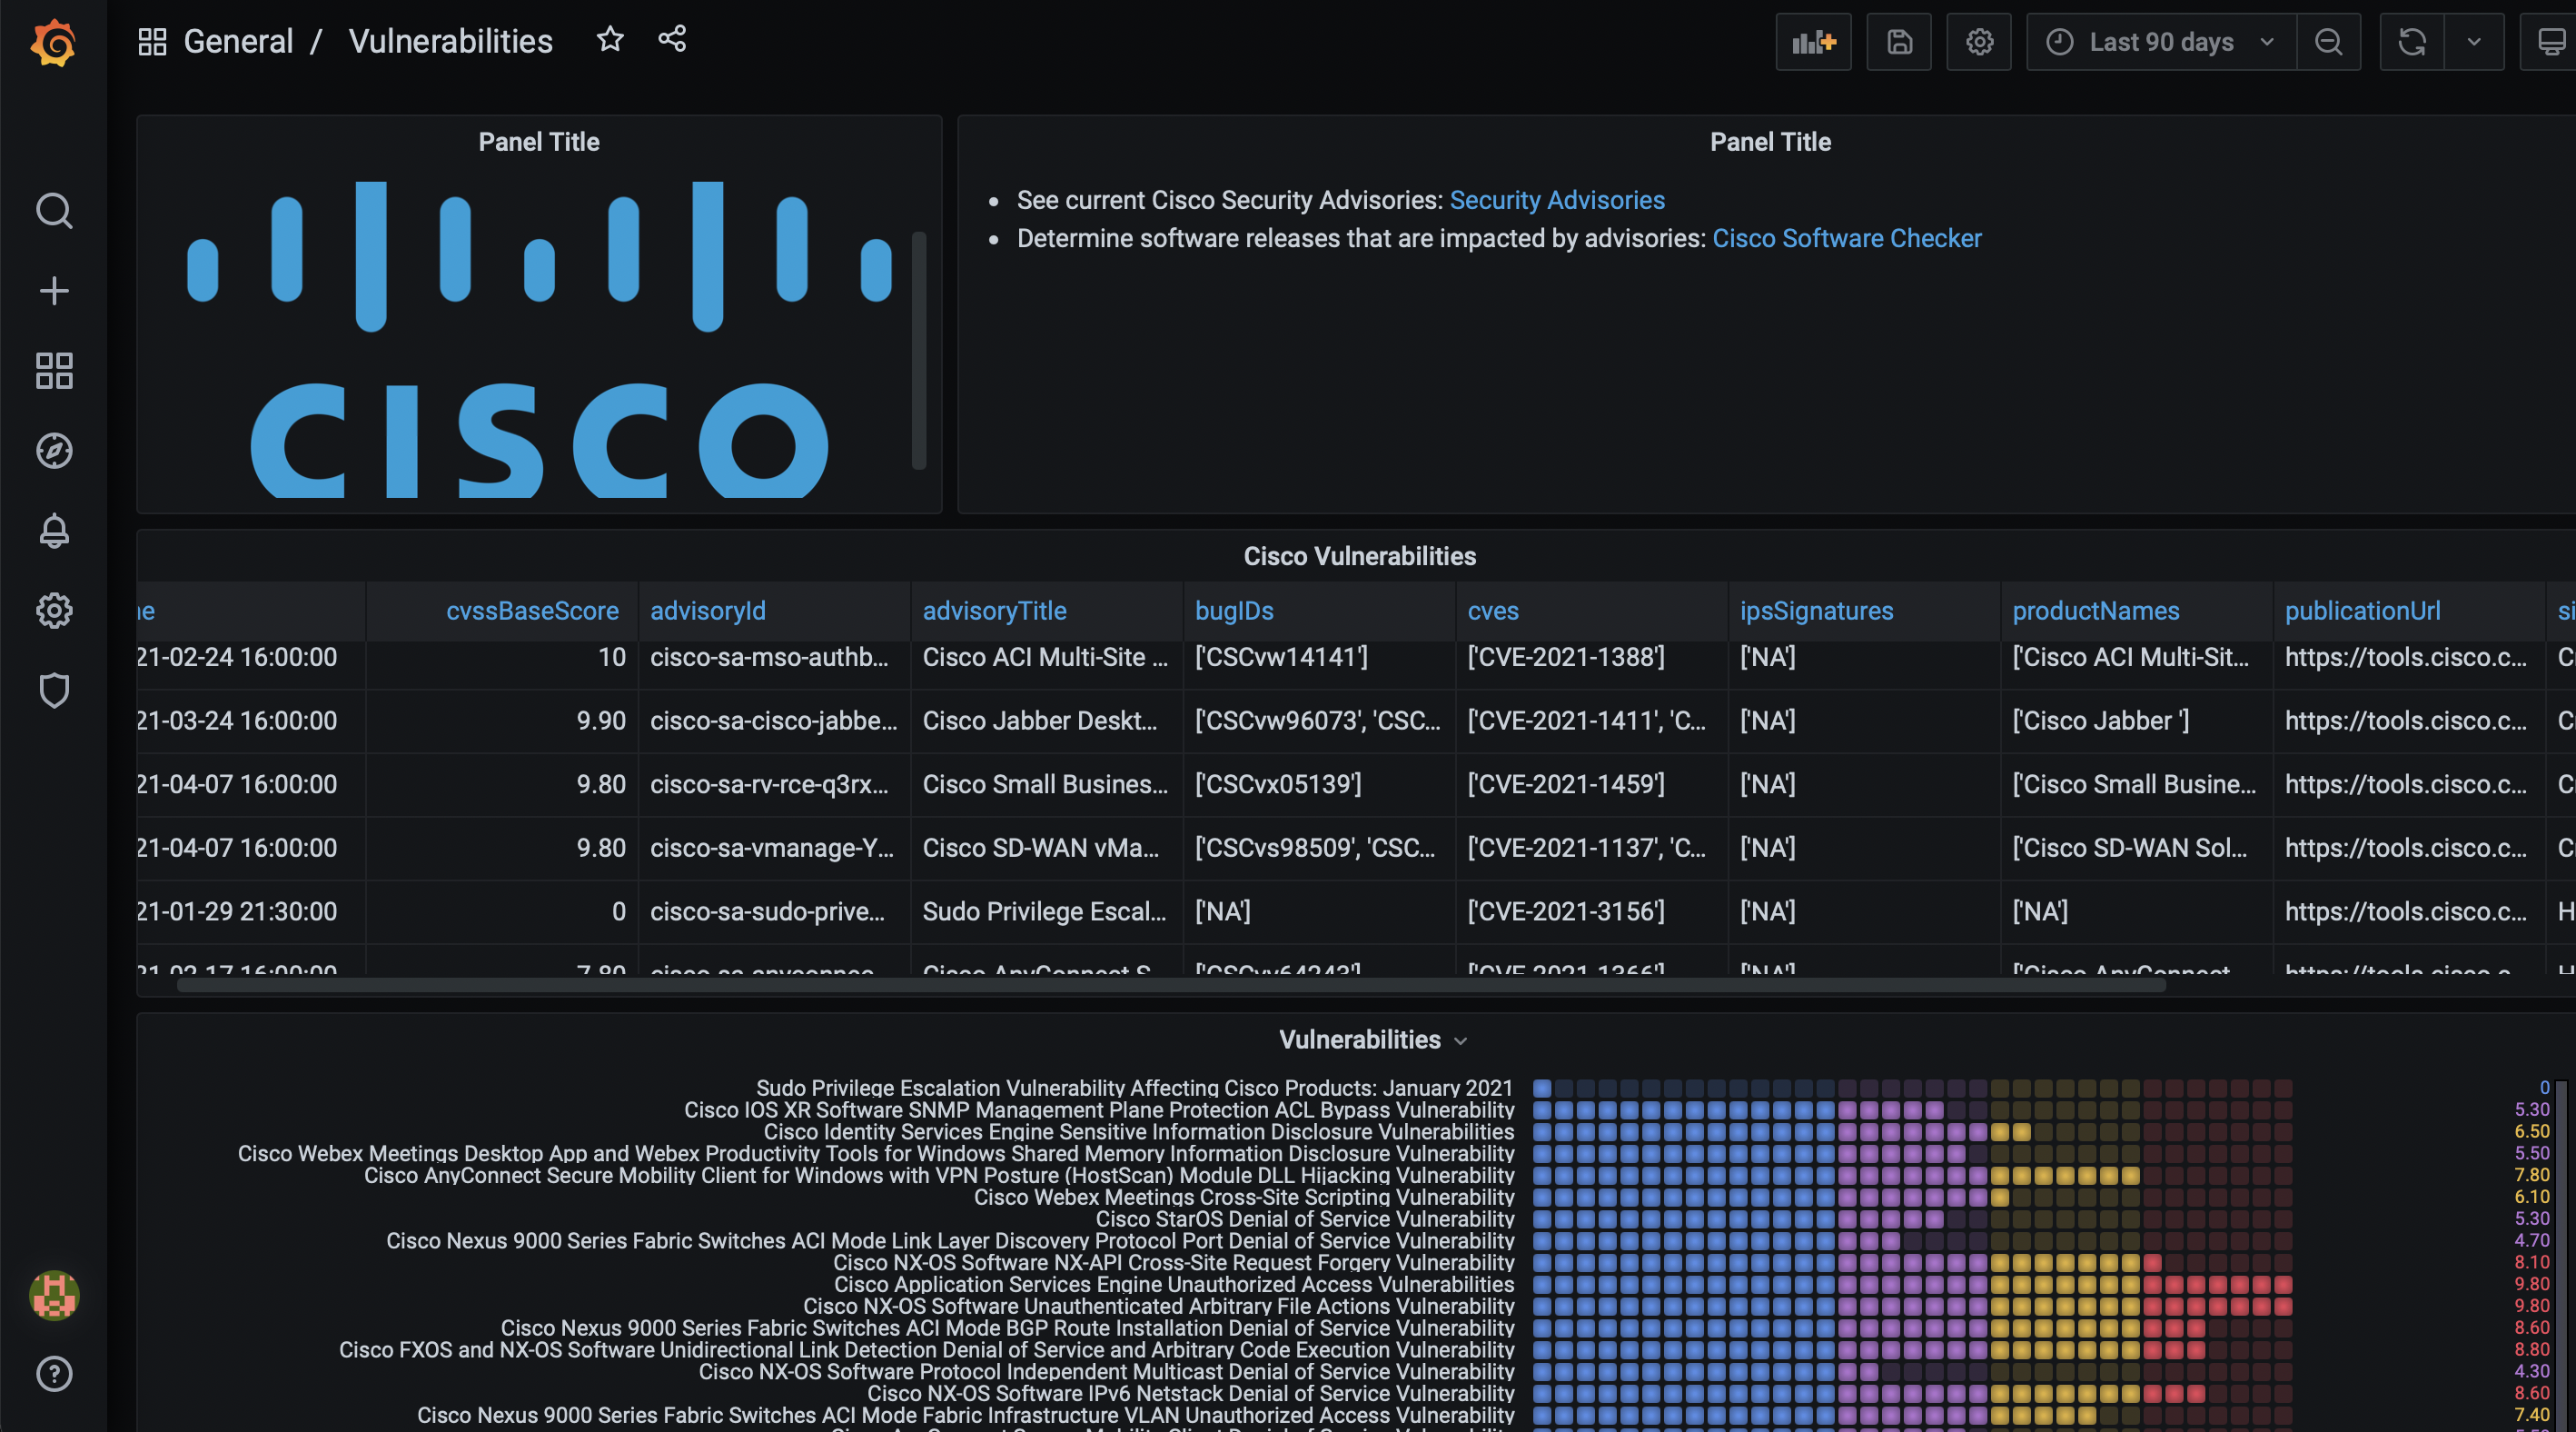 General / Vulnerabilities
Last 90 days
Panel Title
CISCO
Panel Title
See current Cisco Security Advisories: Security Advisories
Determine software releases that are impacted by advisories: Cisco Software Checker
Cisco Vulnerabilities
cvssBaseScore advisoryId advisoryTitle bugIDs cves ipsSignatures productNames publicationUrl
21-02-24 16:00:00 10 cisco-sa-mso-authb... Cisco ACI Multi-Site ... ['CSCvw14141'] ['CVE-2021-1388'] ['NA'] ['Cisco ACI Multi-Sit... https://tools.cisco.c...
21-03-24 16:00:00 9.90 cisco-sa-cisco-jabbe... Cisco Jabber Deskt... ['CSCvw96073', 'CSC... ['CVE-2021-1411', 'C... ['NA'] ['Cisco Jabber '] https://tools.cisco.c...
21-04-07 16:00:00 9.80 cisco-sa-rv-rce-q3rx... Cisco Small Busines... ['CSCvx05139'] ['CVE-2021-1459'] ['NA'] ['Cisco Small Busine... https://tools.cisco.c...
21-04-07 16:00:00 9.80 cisco-sa-vmanage-Y... Cisco SD-WAN vMa... ['CSCvs98509', 'CSC... ['CVE-2021-1137', 'C... ['NA'] ['Cisco SD-WAN Sol... https://tools.cisco.c...
21-01-29 21:30:00 0 cisco-sa-sudo-prive... Sudo Privilege Escal... ['NA'] ['CVE-2021-3156'] ['NA'] ['NA'] https://tools.cisco.c...
Vulnerabilities
Sudo Privilege Escalation Vulnerability Affecting Cisco Products: January 2021 0
Cisco IOS XR Software SNMP Management Plane Protection ACL Bypass Vulnerability 5.30
Cisco Identity Services Engine Sensitive Information Disclosure Vulnerabilities 6.50
Cisco Webex Meetings Desktop App and Webex Productivity Tools for Windows Shared Memory Information Disclosure Vulnerability 5.50
Cisco AnyConnect Secure Mobility Client for Windows with VPN Posture (HostScan) Module DLL Hijacking Vulnerability 7.80
Cisco Webex Meetings Cross-Site Scripting Vulnerability 6.10
Cisco StarOS Denial of Service Vulnerability 5.30
Cisco Nexus 9000 Series Fabric Switches ACI Mode Link Layer Discovery Protocol Port Denial of Service Vulnerability 4.70
Cisco NX-OS Software NX-API Cross-Site Request Forgery Vulnerability 8.10
Cisco Application Services Engine Unauthorized Access Vulnerabilities 9.80
Cisco NX-OS Software Unauthenticated Arbitrary File Actions Vulnerability 9.80
Cisco Nexus 9000 Series Fabric Switches ACI Mode BGP Route Installation Denial of Service Vulnerability 8.60
Cisco FXOS and NX-OS Software Unidirectional Link Detection Denial of Service and Arbitrary Code Execution Vulnerability 8.80
Cisco NX-OS Software Protocol Independent Multicast Denial of Service Vulnerability 4.30
Cisco NX-OS Software IPv6 Netstack Denial of Service Vulnerability 8.60
Cisco Nexus 9000 Series Fabric Switches ACI Mode Fabric Infrastructure VLAN Unauthorized Access Vulnerability 7.40